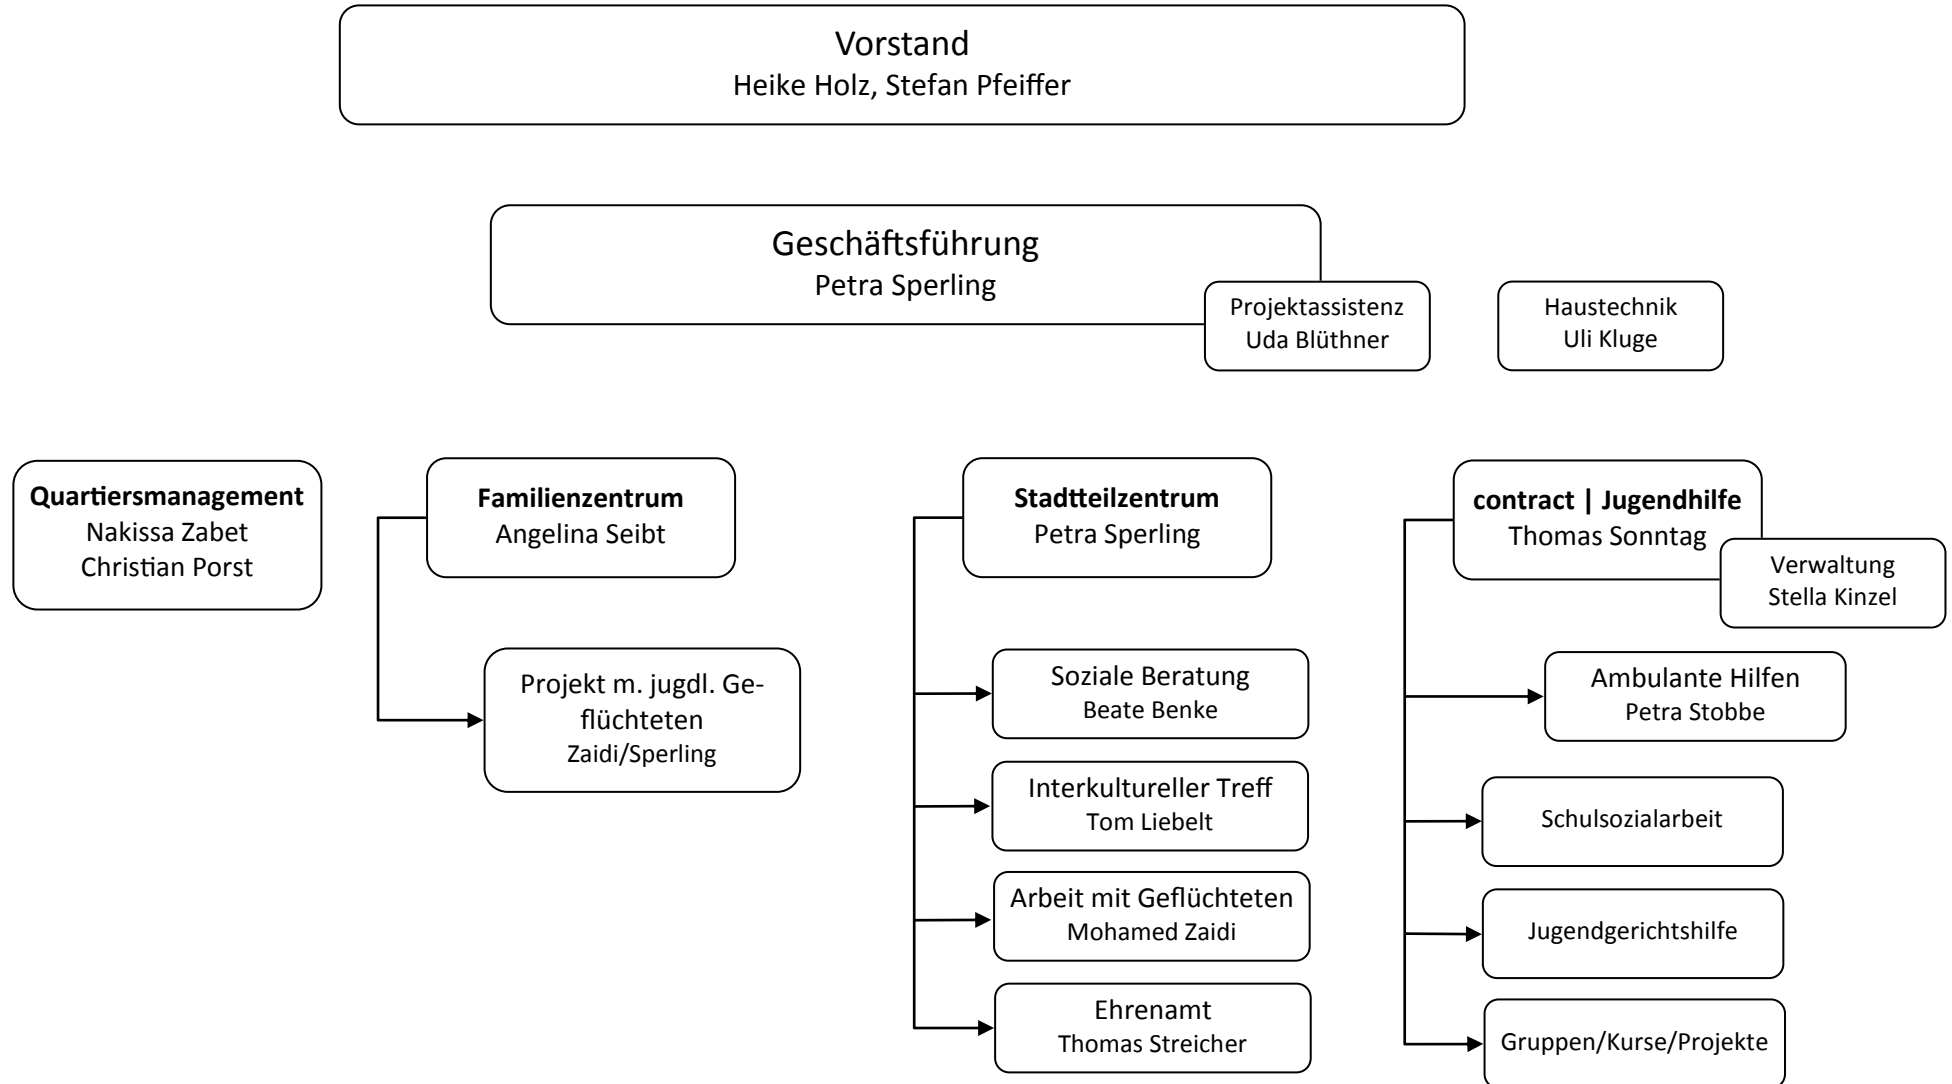 Vorstand
Heike Holz, Stefan Pfeiffer
Geschäftsführung
Petra Sperling
Projektassistenz
Uda Blüthner
Haustechnik
Uli Kluge
Quartiersmanagement
Nakissa Zabet
Christian Porst
Familienzentrum
Angelina Seibt
Projekt m. jugdl. Ge-
flüchteten
Zaidi/Sperling
Stadtteilzentrum
Petra Sperling
Soziale Beratung
Beate Benke
Interkultureller Treff
Tom Liebelt
Arbeit mit Geflüchteten
Mohamed Zaidi
Ehrenamt
Thomas Streicher
contract | Jugendhilfe
Thomas Sonntag
Verwaltung
Stella Kinzel
Ambulante Hilfen
Petra Stobbe
Schulsozialarbeit
Jugendgerichtshilfe
Gruppen/Kurse/Projekte